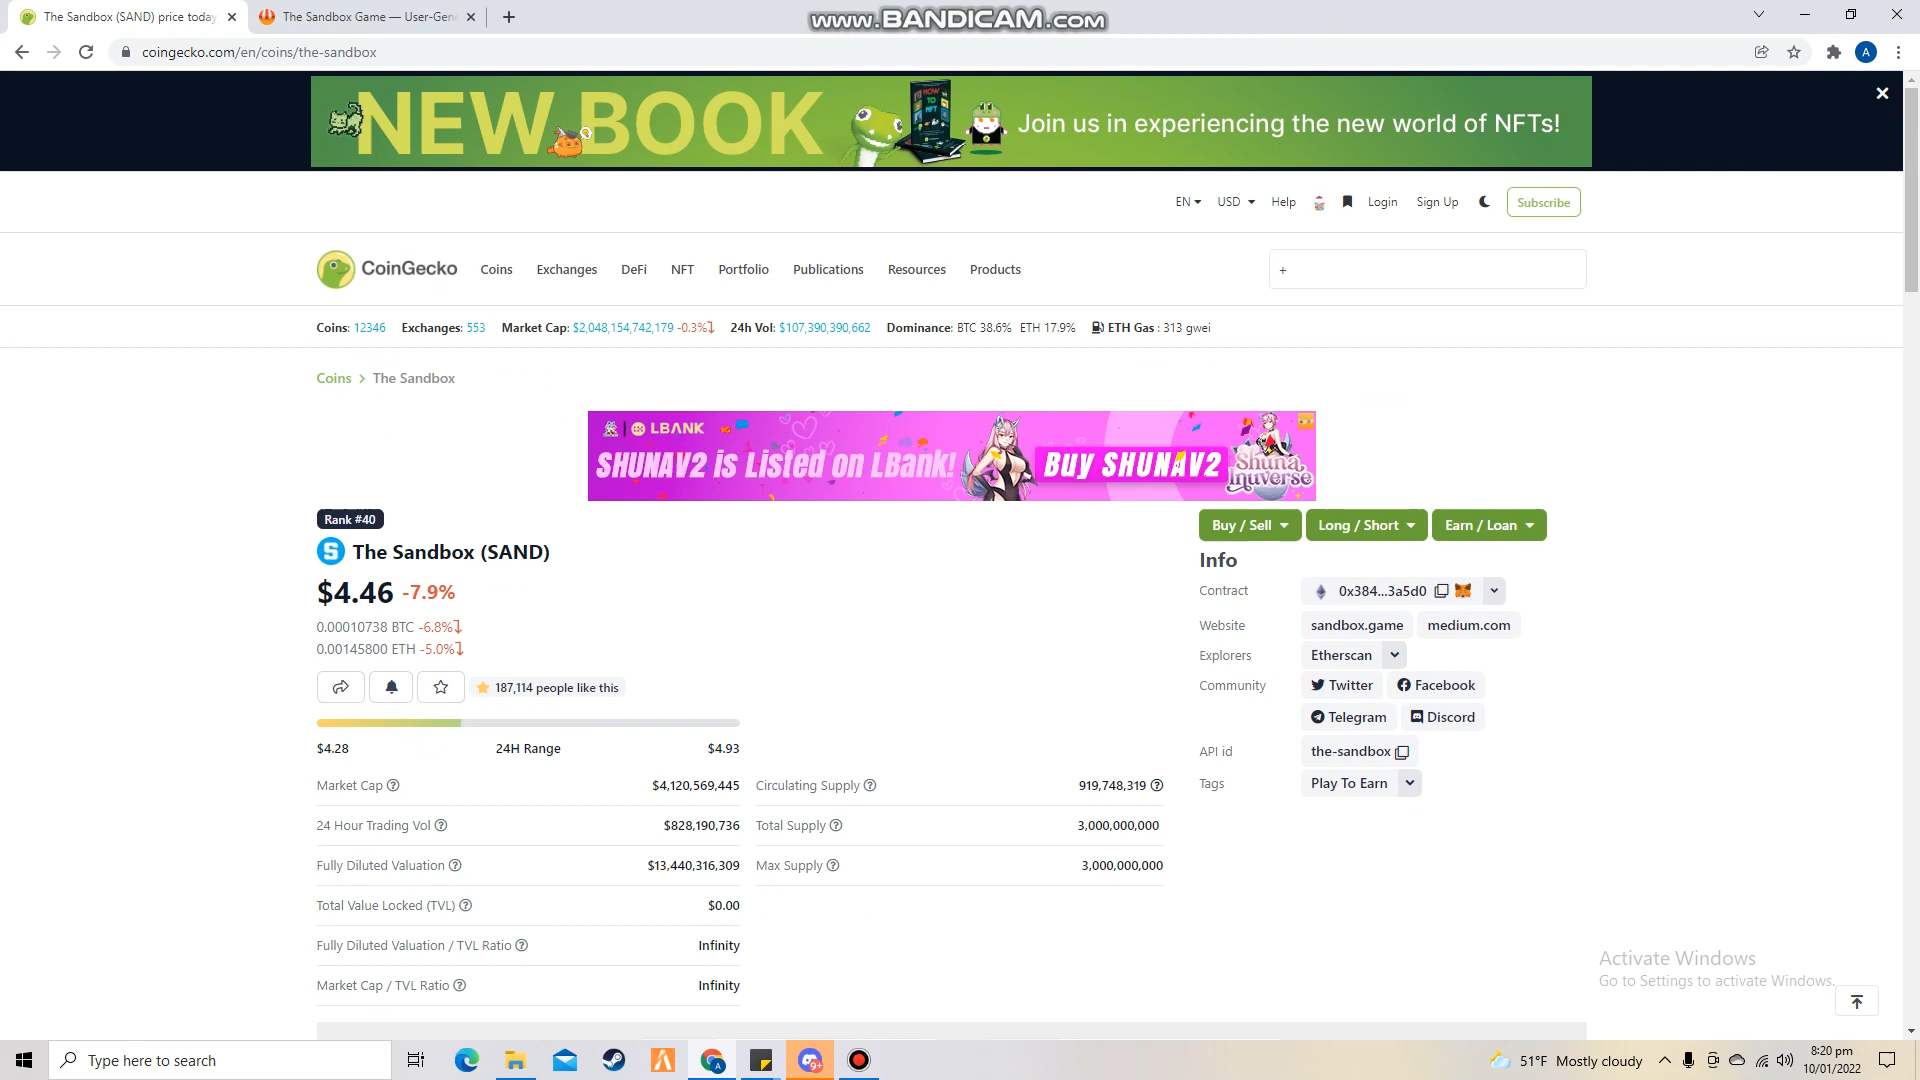 The Sandbox (SAND) price today
The Sandbox Game — User-Gene
www.BANDICAM.com
coingecko.com/en/coins/the-sandbox
A
NEW BOOK
HOW TO NFT
Join us in experiencing the new world of NFTs!
EN
USD
Help
Login
Sign Up
Subscribe
CoinGecko
Coins
Exchanges
DeFi
NFT
Portfolio
Publications
Resources
Products
+
Coins: 12346
Exchanges: 553
Market Cap: $2,048,154,742,179 -0.3%
24h Vol: $107,390,390,662
Dominance: BTC 38.6% ETH 17.9%
ETH Gas : 313 gwei
Coins > The Sandbox
LBANK
SHUNAV2 is Listed on LBank!
Buy SHUNAV2
Shuna Inuverse
Rank #40
The Sandbox (SAND)
$4.46 -7.9%
0.00010738 BTC -6.8%
0.00145800 ETH -5.0%
187,114 people like this
$4.28 24H Range $4.93
Market Cap $4,120,569,445
24 Hour Trading Vol $828,190,736
Fully Diluted Valuation $13,440,316,309
Total Value Locked (TVL) $0.00
Fully Diluted Valuation / TVL Ratio Infinity
Market Cap / TVL Ratio Infinity
Circulating Supply 919,748,319
Total Supply 3,000,000,000
Max Supply 3,000,000,000
Buy / Sell
Long / Short
Earn / Loan
Info
Contract 0x384...3a5d0
Website sandbox.game medium.com
Explorers Etherscan
Community Twitter Facebook
Telegram Discord
API id the-sandbox
Tags Play To Earn
Activate Windows
Go to Settings to activate Windows.
Type here to search
A
9+
51°F Mostly cloudy
8:20 pm
10/01/2022